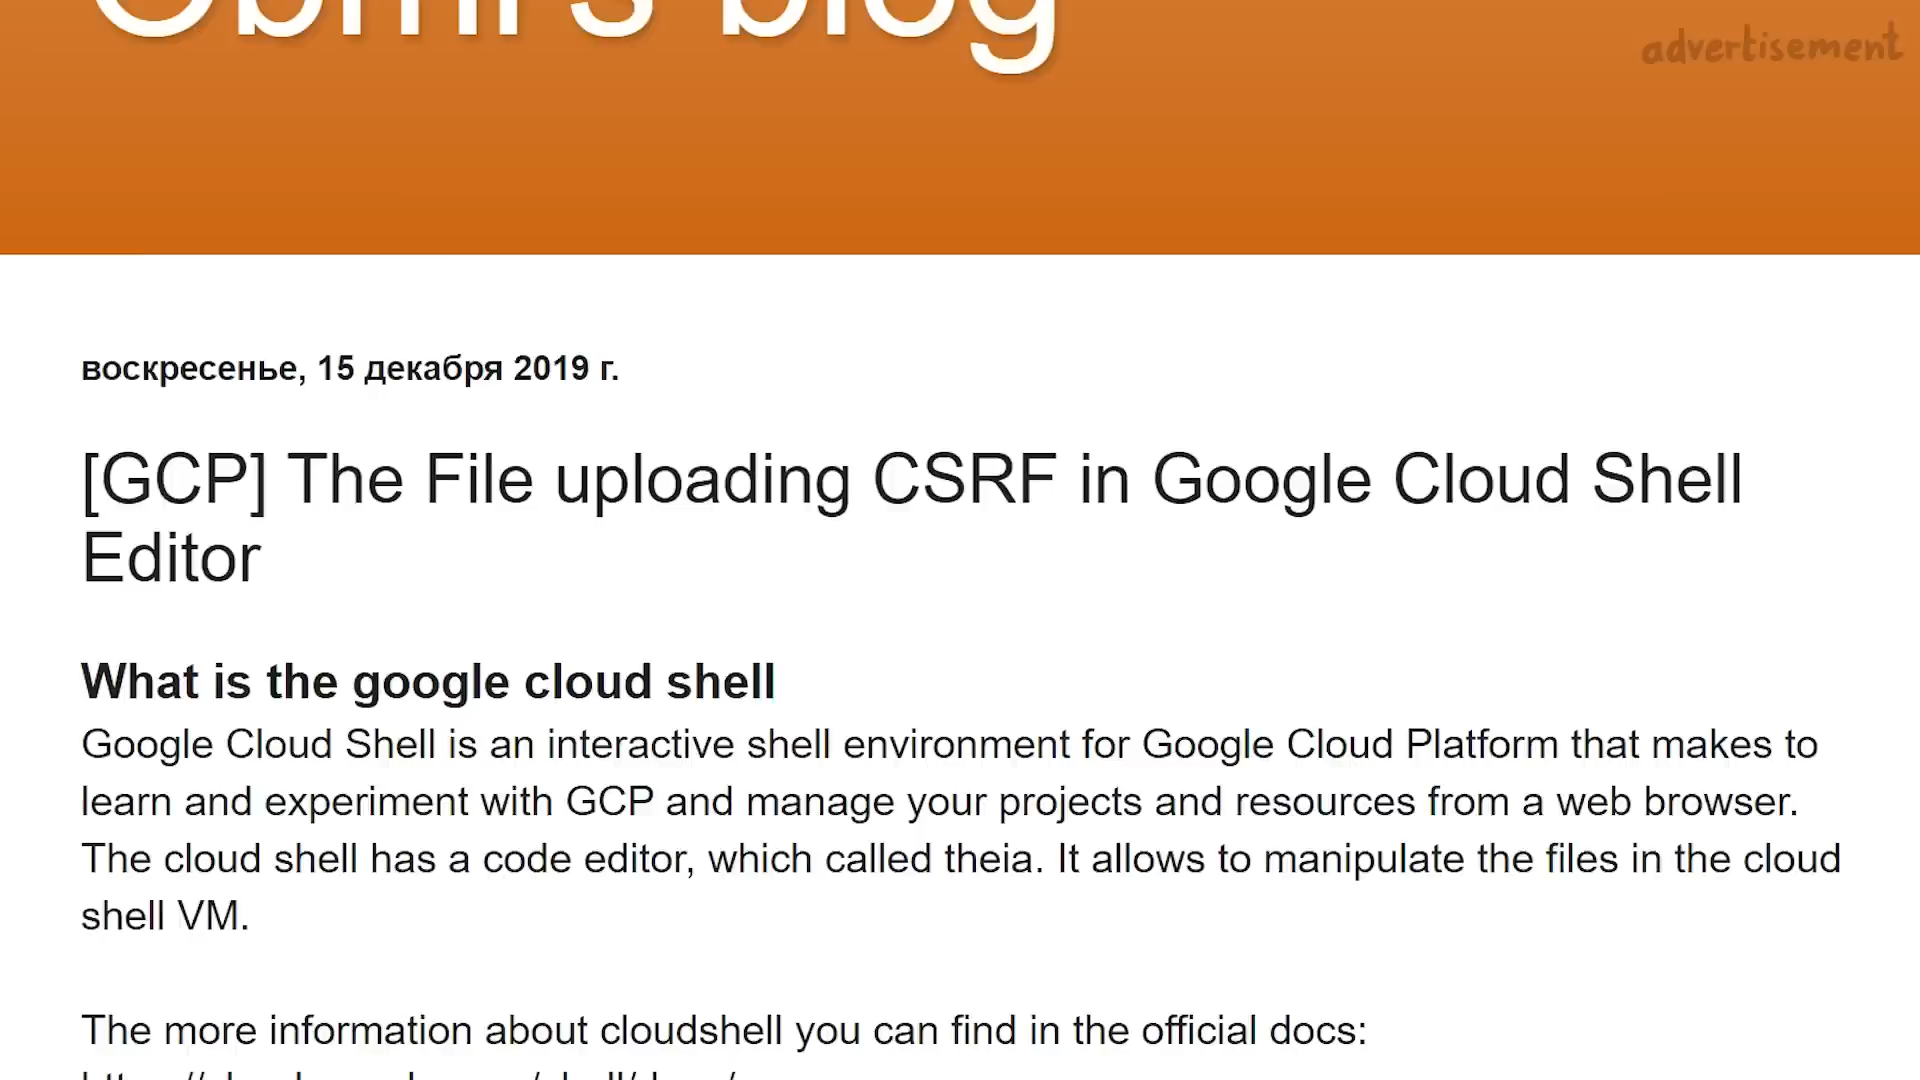 blog
advertisement
воскресенье, 15 декабря 2019 г.
[GCP] The File uploading CSRF in Google Cloud Shell
Editor
What is the google cloud shell
Google Cloud Shell is an interactive shell environment for Google Cloud Platform that makes to
learn and experiment with GCP and manage your projects and resources from a web browser.
The cloud shell has a code editor, which called theia. It allows to manipulate the files in the cloud
shell VM.
The more information about cloudshell you can find in the official docs: